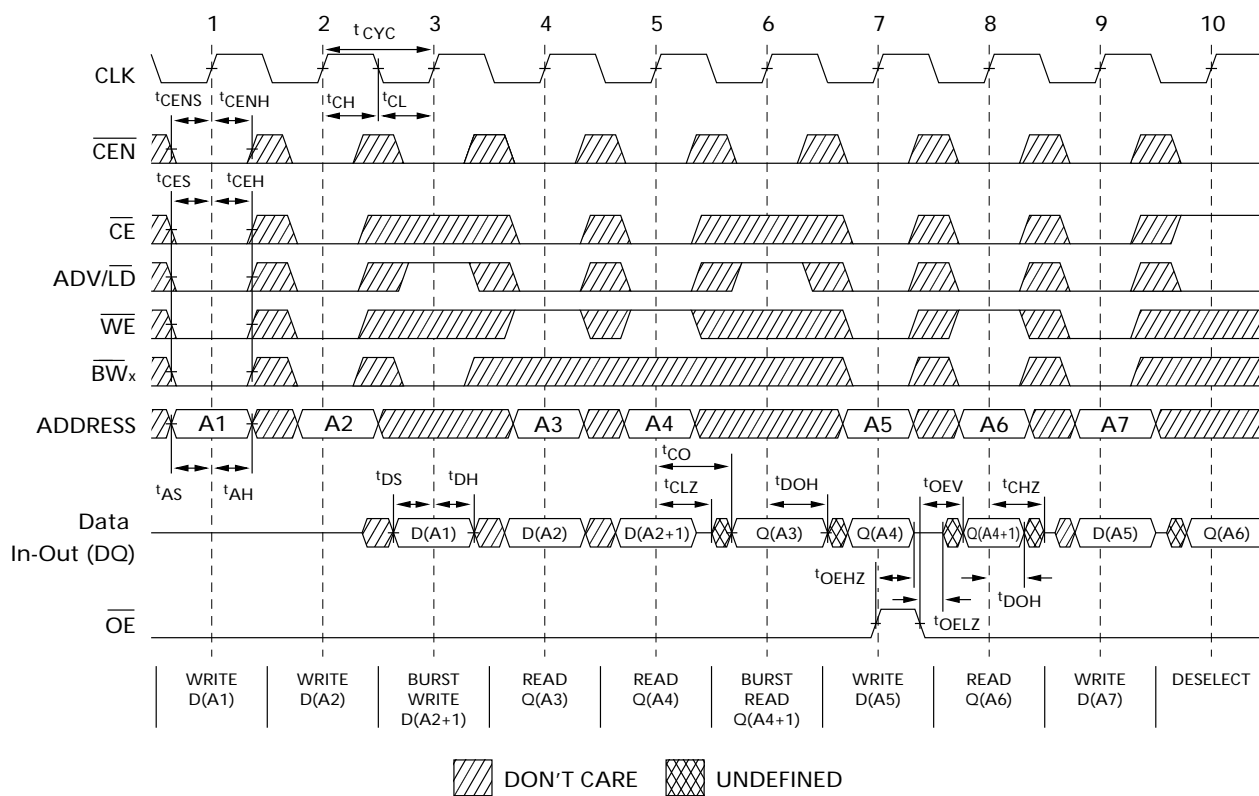 1 2 3 4 5 6 7 8 9 10
tCYC
CLK
tCENS tCENH tCH tCL
CEN
tCES tCEH
CE
ADV/LD
WE
BWx
ADDRESS A1 A2 A3 A4 A5 A6 A7
tAS tAH tDS tDH tCO tCLZ tDOH tOEV tCHZ
Data
In-Out (DQ)
D(A1) D(A2) D(A2+1) Q(A3) Q(A4) Q(A4+1) D(A5) Q(A6)
tOEHZ tDOH
tOELZ
OE
WRITE
D(A1)
WRITE
D(A2)
BURST
WRITE
D(A2+1)
READ
Q(A3)
READ
Q(A4)
BURST
READ
Q(A4+1)
WRITE
D(A5)
READ
Q(A6)
WRITE
D(A7)
DESELECT
DON'T CARE UNDEFINED